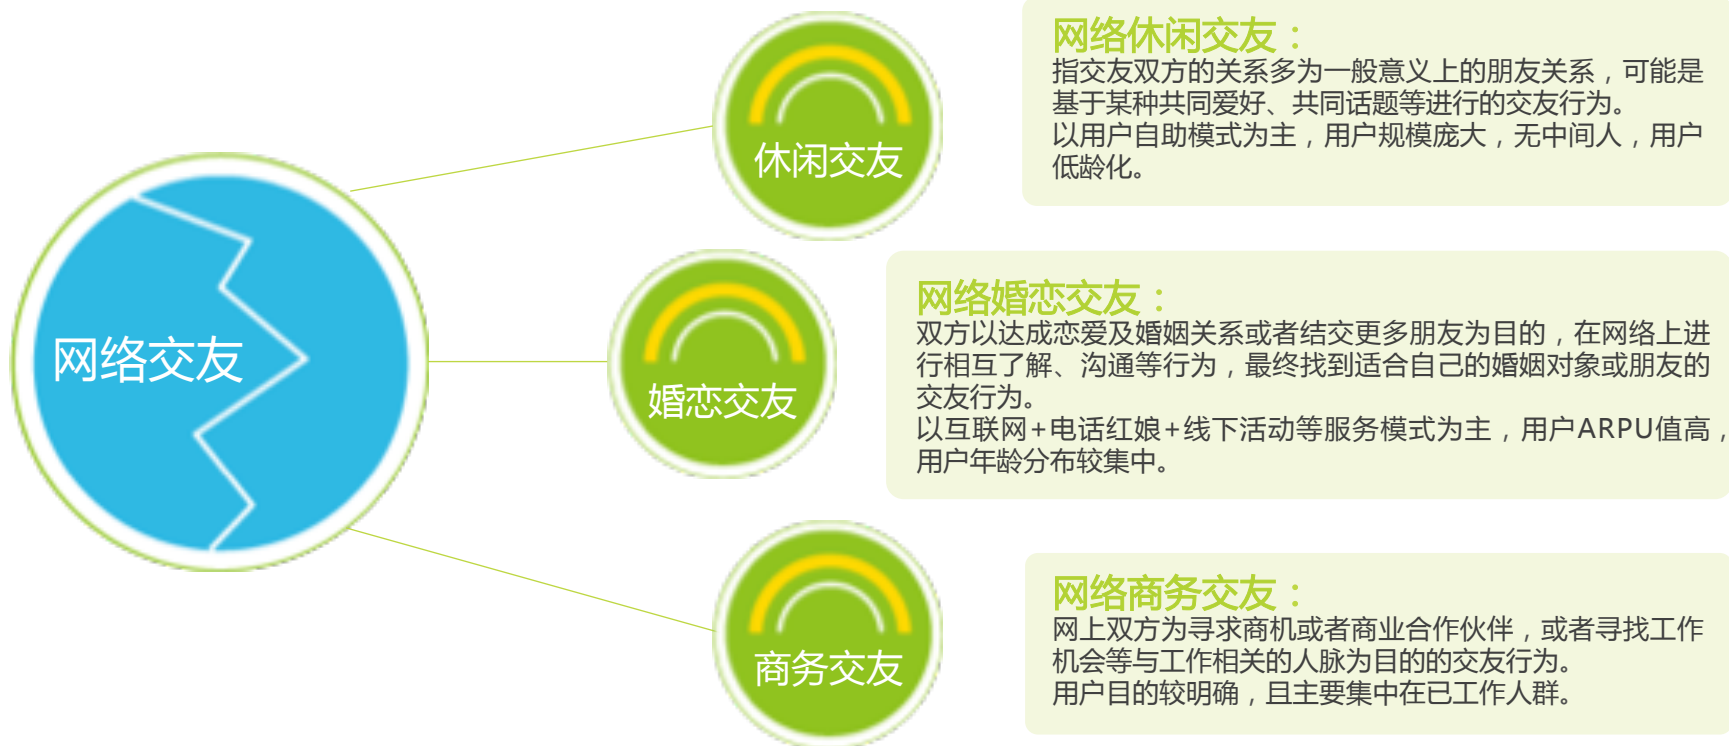 网络交友
休闲交友
网络休闲交友：
指交友双方的关系多为一般意义上的朋友关系，可能是
基于某种共同爱好、共同话题等进行的交友行为。
以用户自助模式为主，用户规模庞大，无中间人，用户
低龄化。
婚恋交友
网络婚恋交友：
双方以达成恋爱及婚姻关系或者结交更多朋友为目的，在网络上进
行相互了解、沟通等行为，最终找到适合自己的婚姻对象或朋友的
交友行为。
以互联网+电话红娘+线下活动等服务模式为主，用户ARPU值高，
用户年龄分布较集中。
商务交友
网络商务交友：
网上双方为寻求商机或者商业合作伙伴，或者寻找工作
机会等与工作相关的人脉为目的的交友行为。
用户目的较明确，且主要集中在已工作人群。